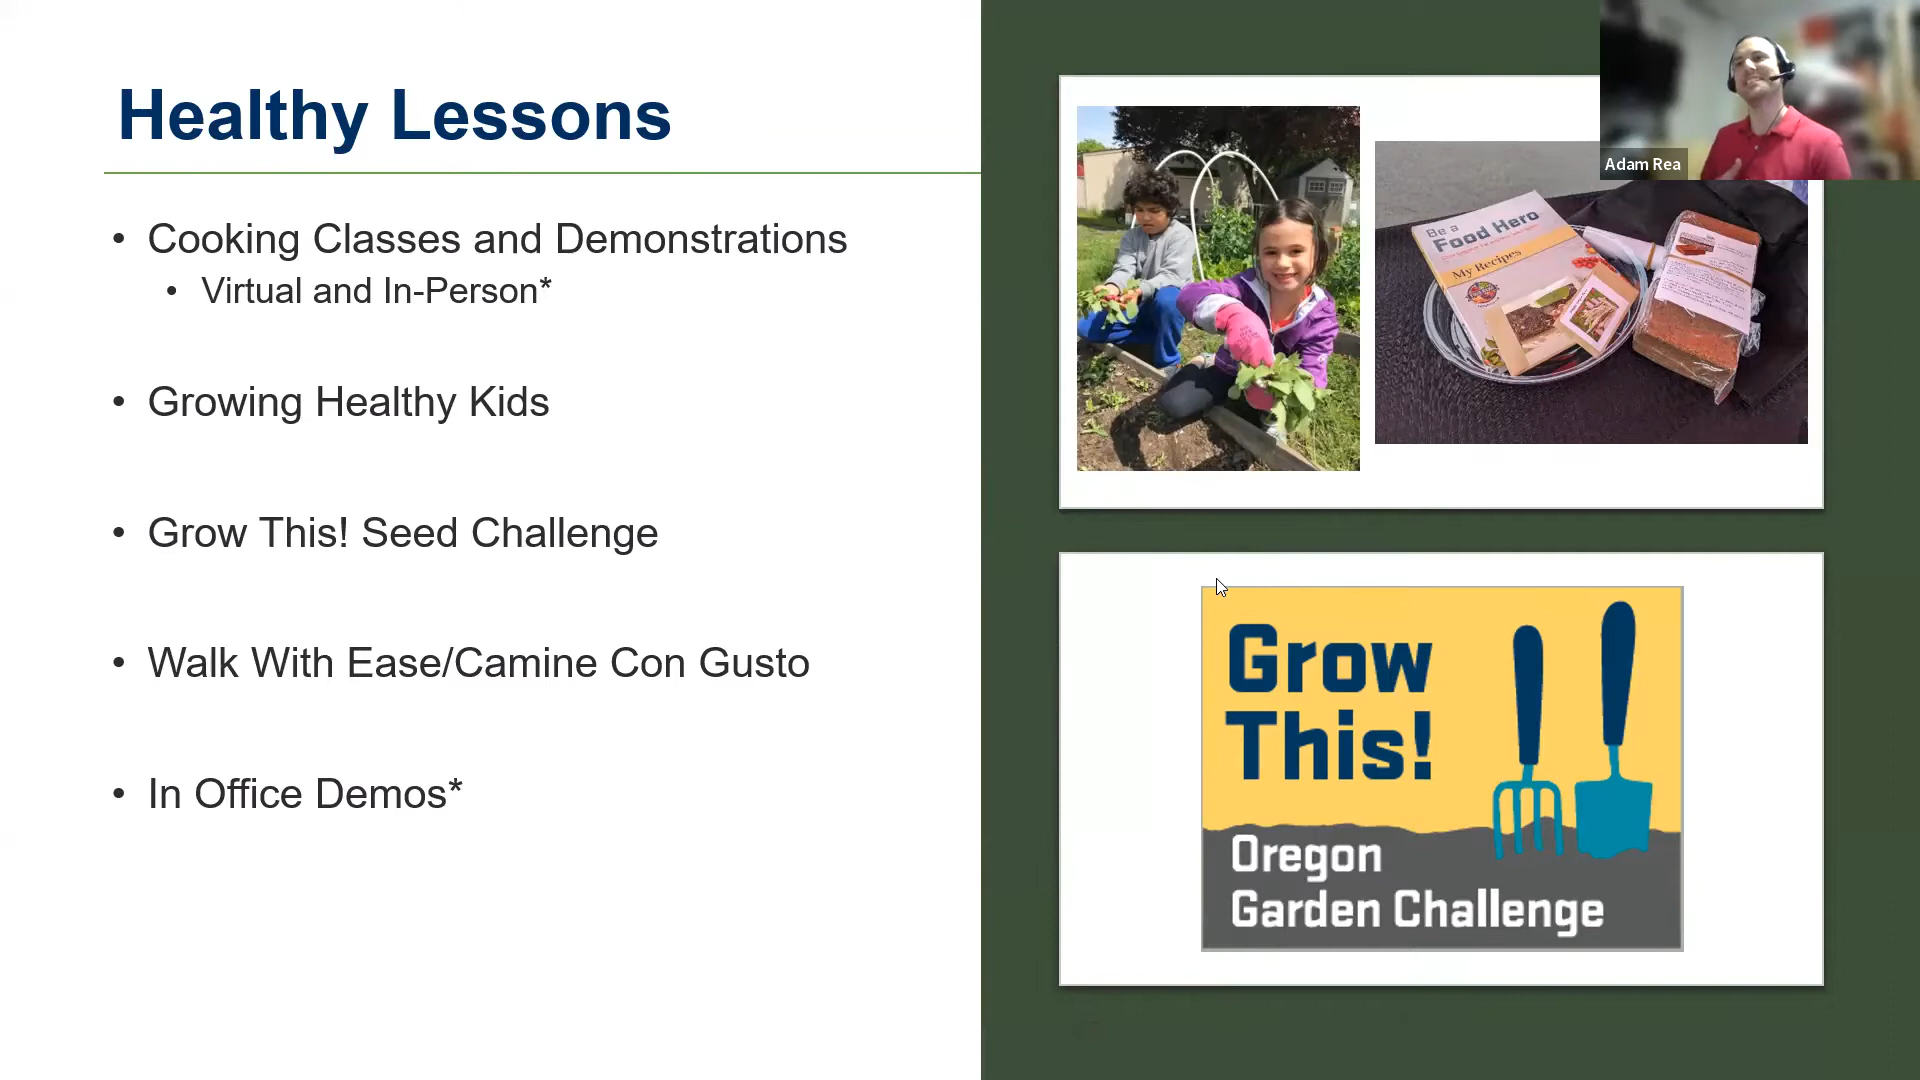 Healthy Lessons
• Cooking Classes and Demonstrations
• Virtual and In-Person*
• Growing Healthy Kids
• Grow This! Seed Challenge
• Walk With Ease/Camine Con Gusto
• In Office Demos*
Adam Rea
Be a
Food Hero
My Recipes
Grow
This!
Oregon
Garden Challenge